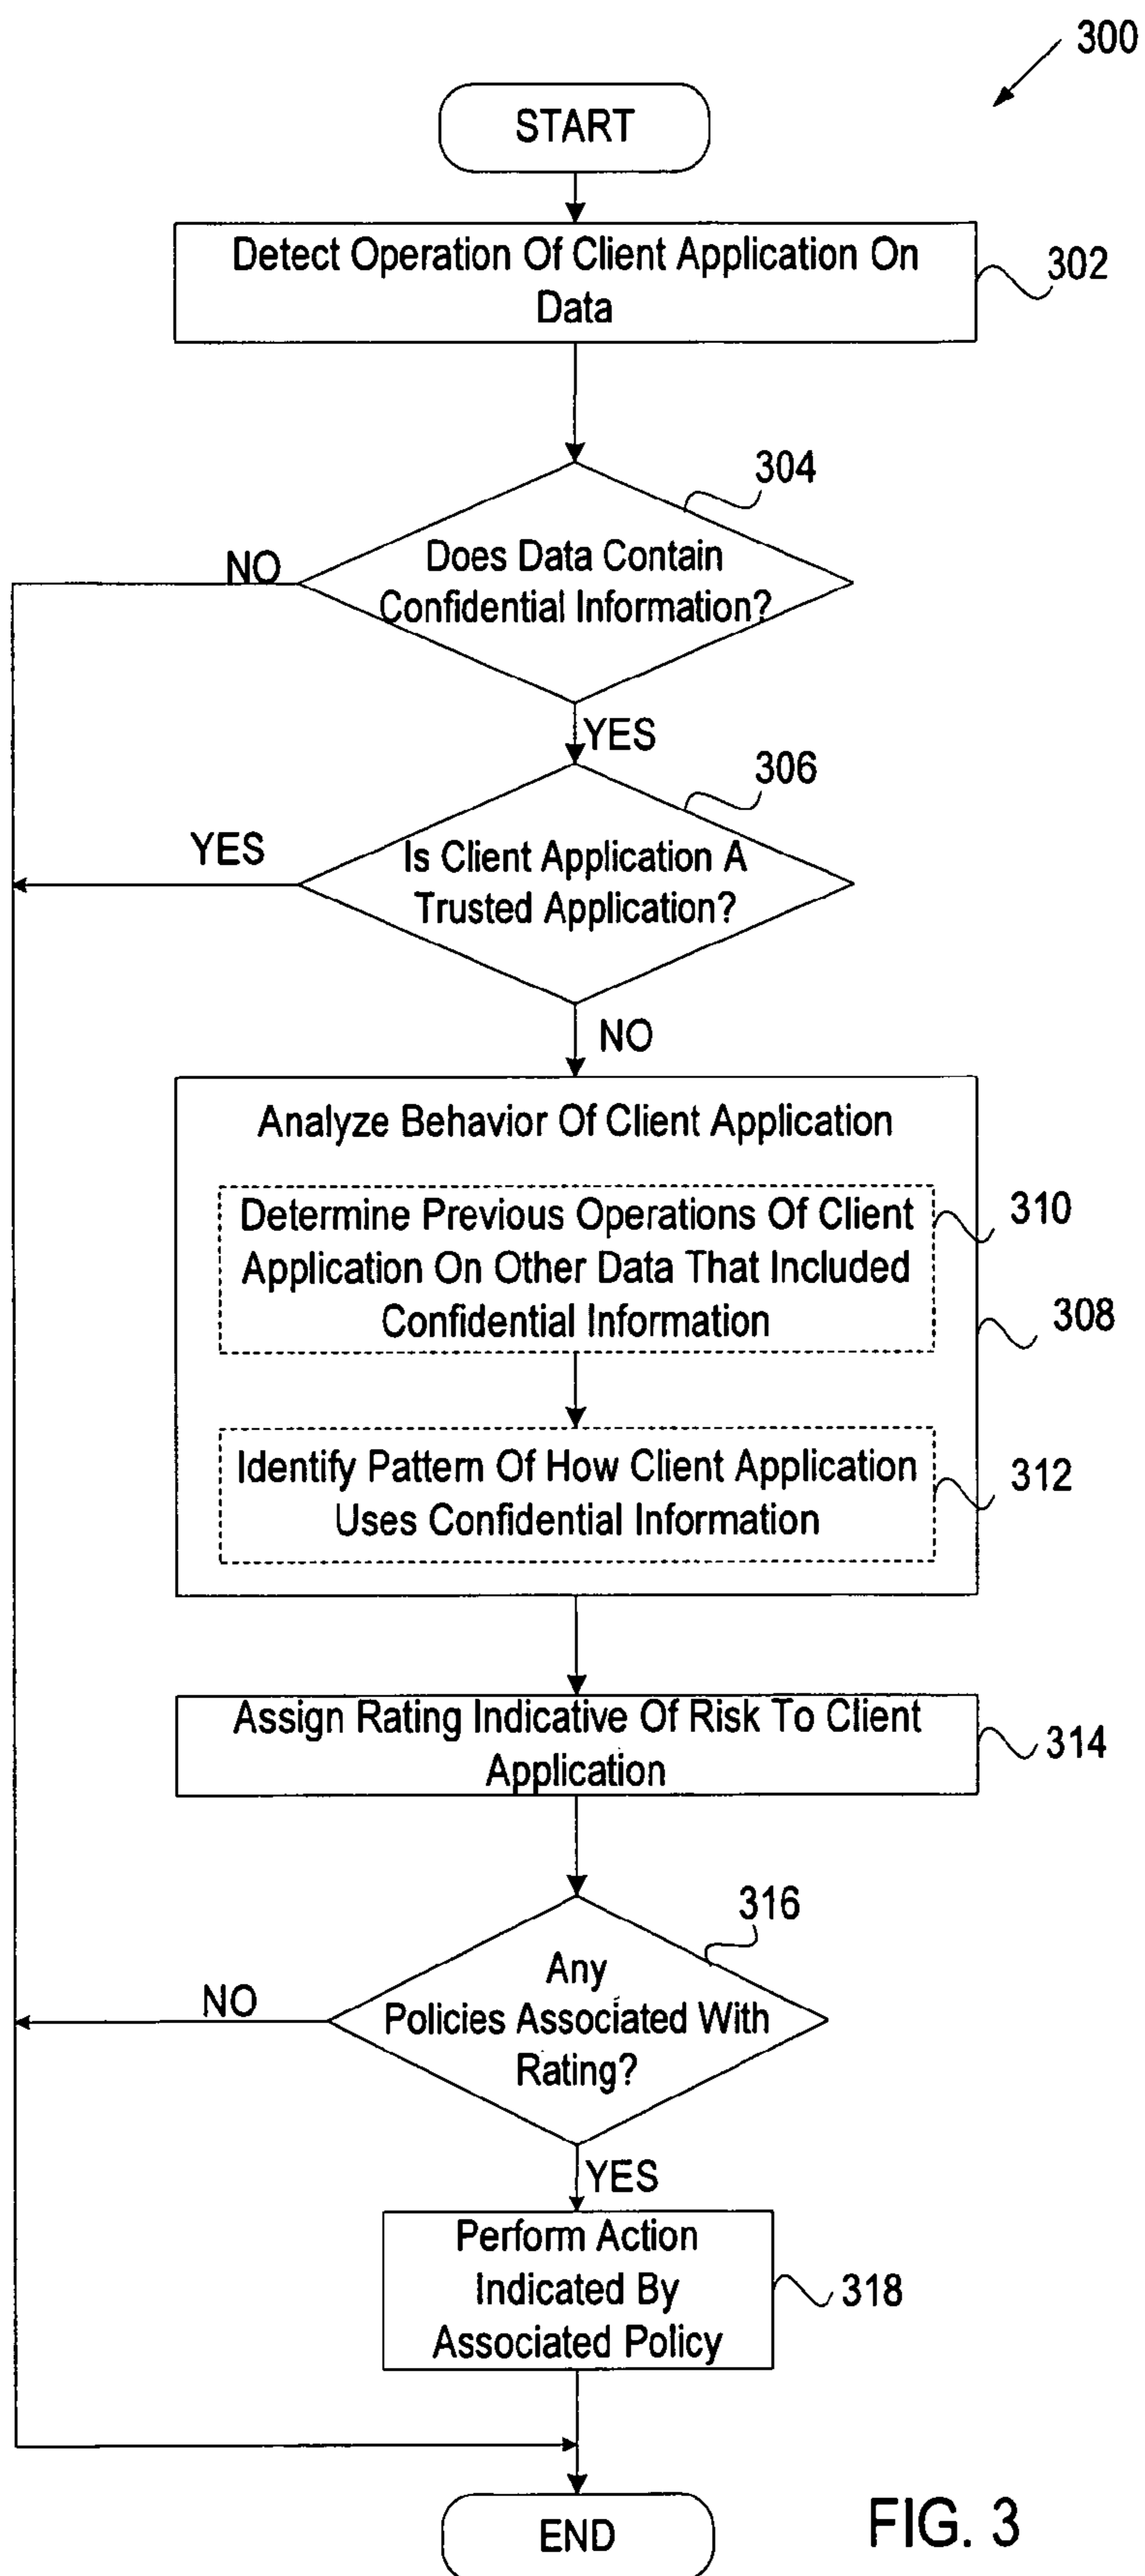 300
START
Detect Operation Of Client Application On
Data
302
304
Does Data Contain
Confidential Information?
NO
YES
306
Is Client Application A
Trusted Application?
YES
NO
Analyze Behavior Of Client Application
Determine Previous Operations Of Client
Application On Other Data That Included
Confidential Information
310
308
Identify Pattern Of How Client Application
Uses Confidential Information
312
Assign Rating Indicative Of Risk To Client
Application
314
316
Any
Policies Associated With
Rating?
NO
YES
Perform Action
Indicated By
Associated Policy
318
END
FIG. 3